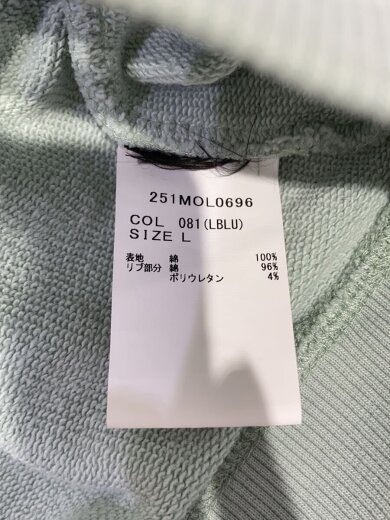 251MOL0696
COL 081(LBLU)
SIZE L
表地 綿 100%
リブ部分 綿 96%
ポリウレタン 4%